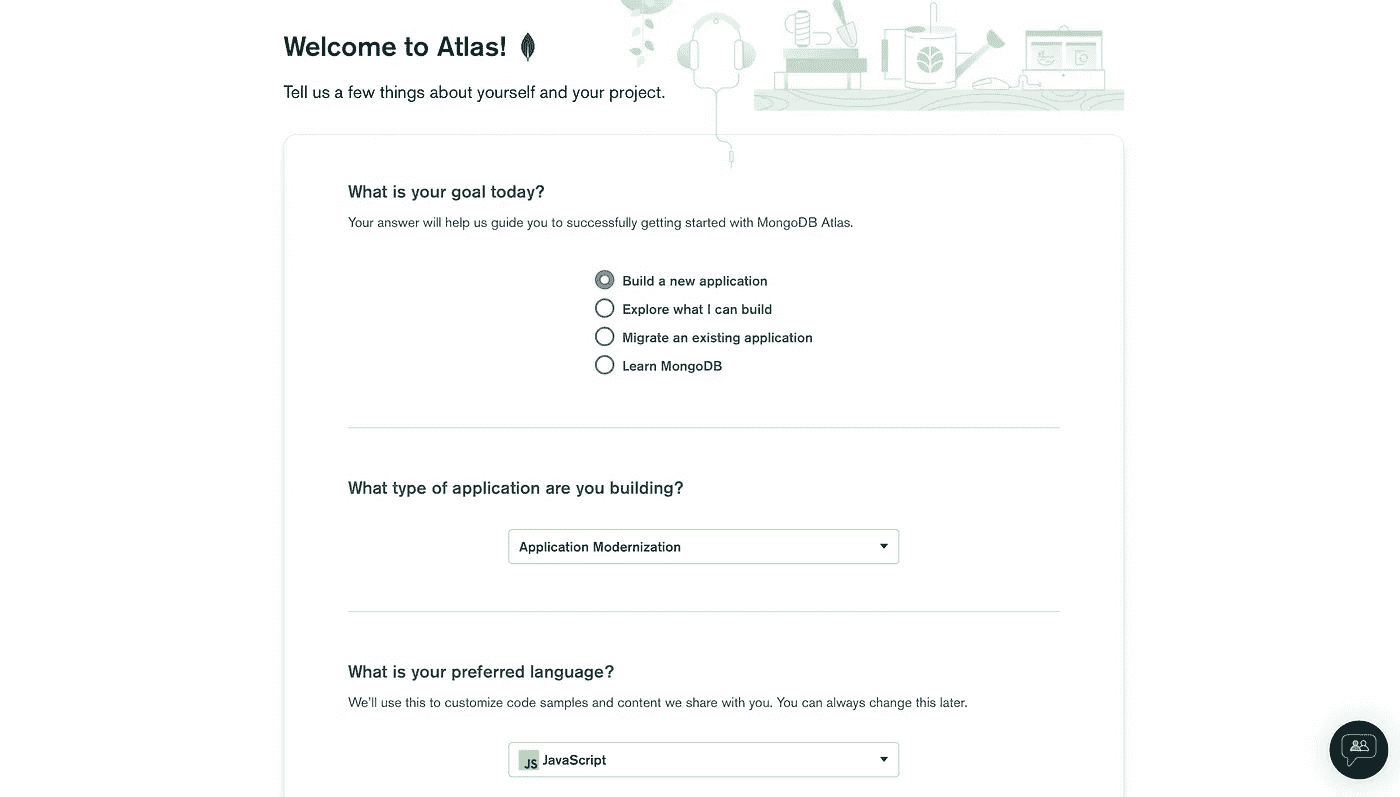 Welcome to Atlas!
Tell us a few things about yourself and your project.
What is your goal today?
Your answer will help us guide you to successfully getting started with MongoDB Atlas.
Build a new application
Explore what I can build
Migrate an existing application
Learn MongoDB
What type of application are you building?
Application Modernization
What is your preferred language?
We'll use this to customize code samples and content we share with you. You can always change this later.
JS JavaScript